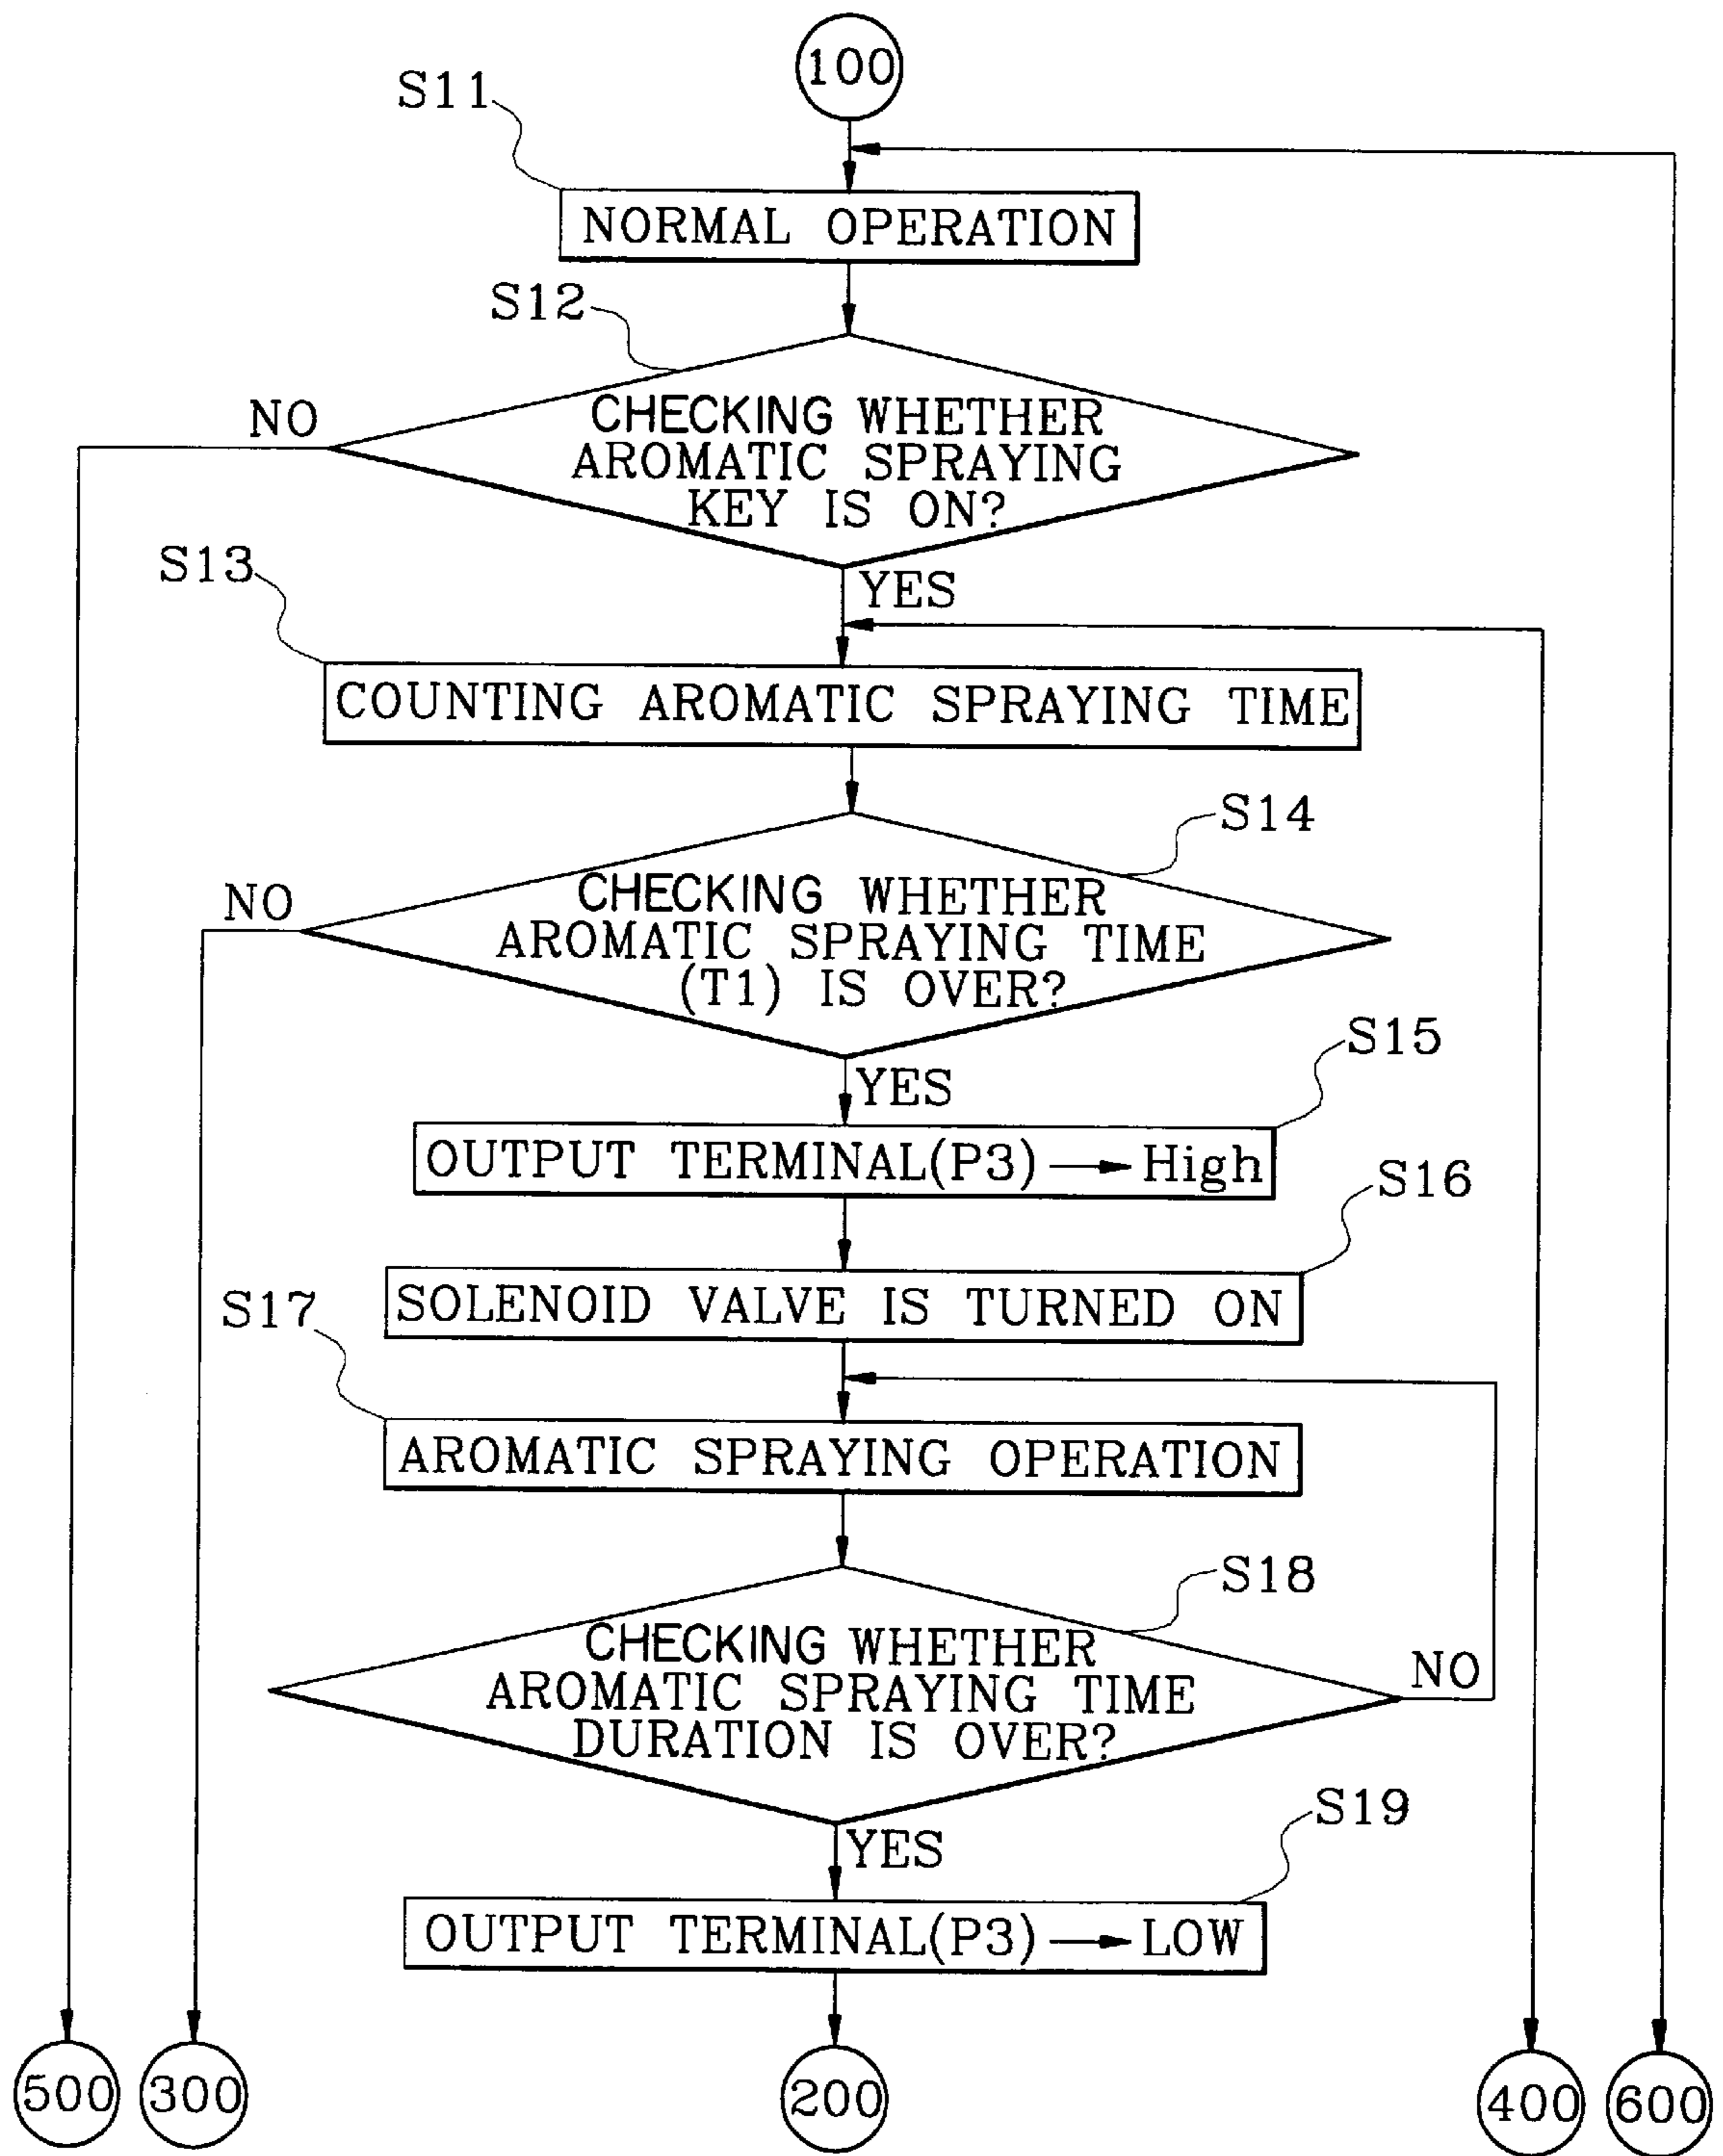 100
S11
NORMAL OPERATION
S12
NO
CHECKING WHETHER
AROMATIC SPRAYING
KEY IS ON?
S13
YES
COUNTING AROMATIC SPRAYING TIME
S14
NO
CHECKING WHETHER
AROMATIC SPRAYING TIME
(T1) IS OVER?
S15
YES
OUTPUT TERMINAL(P3) → High
S16
SOLENOID VALVE IS TURNED ON
S17
AROMATIC SPRAYING OPERATION
S18
CHECKING WHETHER
AROMATIC SPRAYING TIME
DURATION IS OVER?
NO
S19
YES
OUTPUT TERMINAL(P3) → LOW
500
300
200
400
600